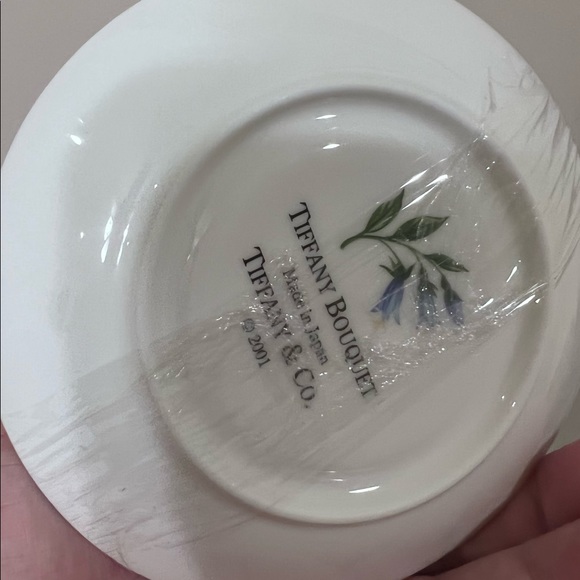 TIFFANY BOUQUET
Made in Japan
TIFFANY & CO.
© 2001